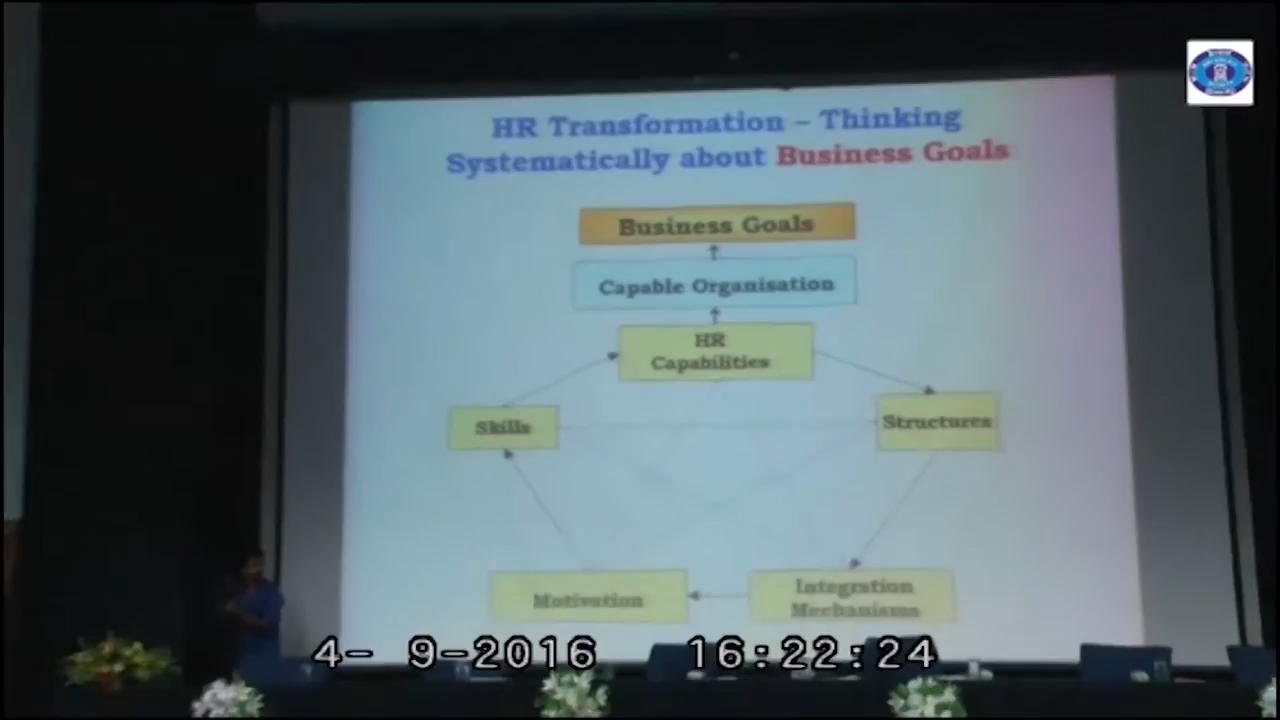 HR Transformation – Thinking
Systematically about Business Goals
Business Goals
Capable Organisation
HR
Capabilities
Skills
Structures
Motivation
Integration
Mechanisms
4- 9-2016 16:22:24